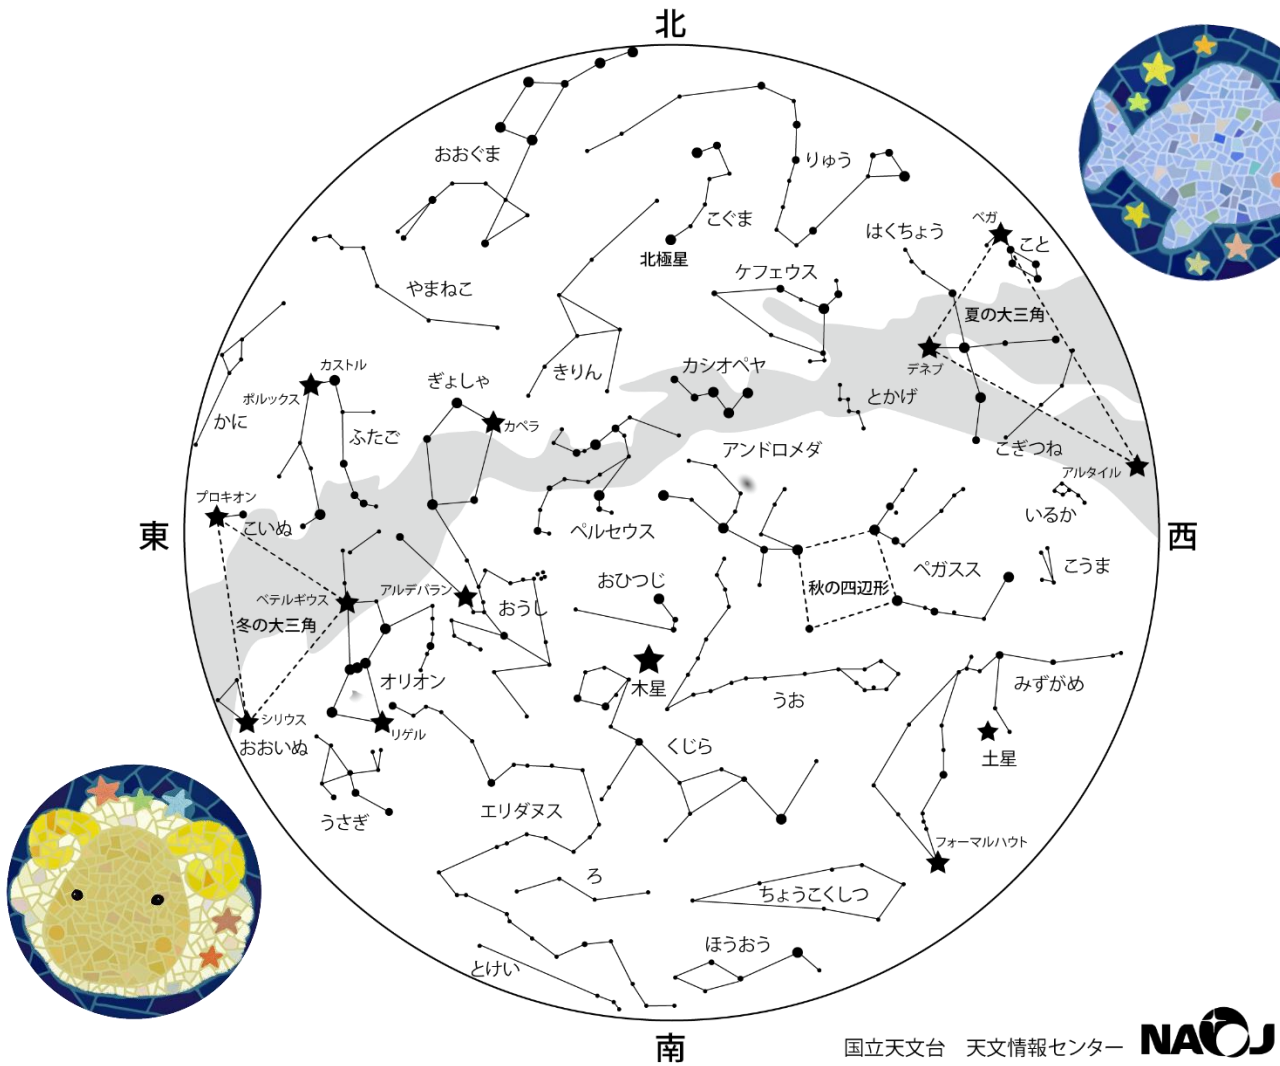 北
おおぐま
りゅう
こぐま
ベガ
はくちょう
こと
北極星
ケフェウス
やまねこ
夏の大三角
カストル
ポルックス
ぎょしゃ
きりん
カシオペヤ
デネブ
とかげ
かに
ふたご
カペラ
アンドロメダ
こぎつね
アルタイル
プロキオン
こいぬ
ペルセウス
いるか
東
西
ペガスス
こうま
おひつじ
秋の四辺形
アルデバラン
ベテルギウス
おうし
冬の大三角
オリオン
木星
うお
みずがめ
シリウス
リゲル
おおいぬ
くじら
土星
うさぎ
エリダヌス
フォーマルハウト
ろ
ちょうこくしつ
ほうおう
とけい
南
国立天文台 天文情報センター
NAOJ